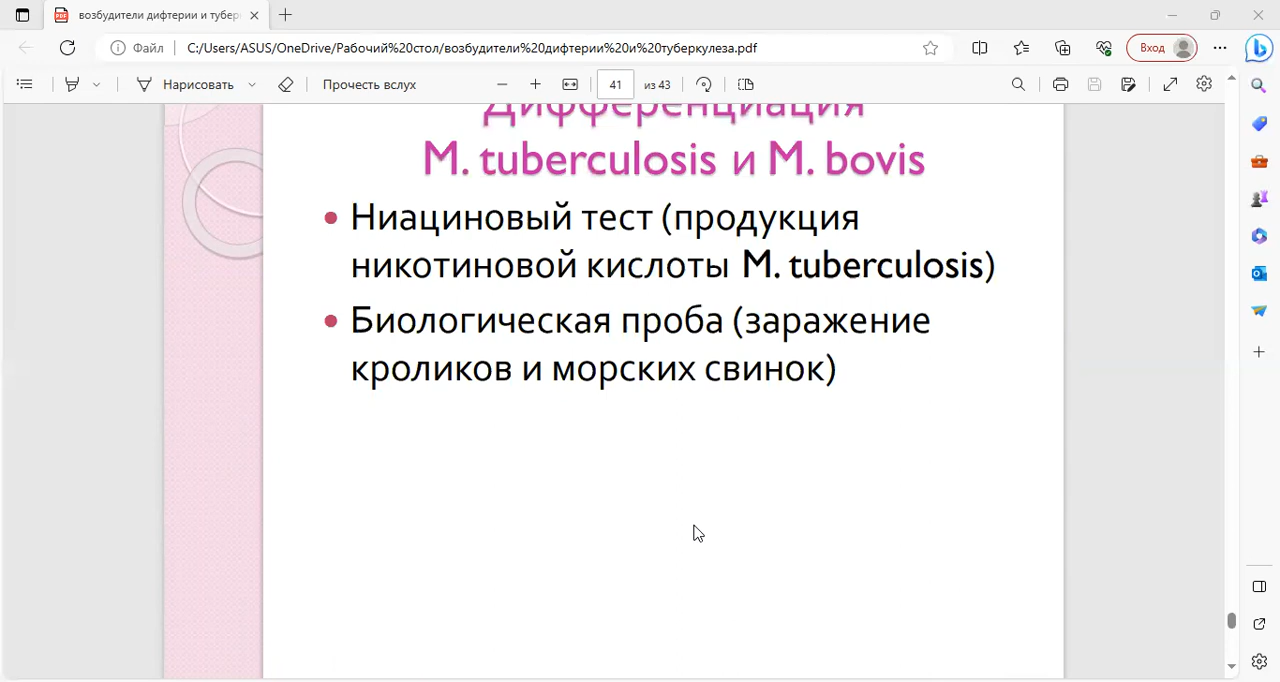 возбудители дифтерии и тубер
Файл C:/Users/ASUS/OneDrive/Рабочий%20стол/возбудители%20дифтерии%20и%20туберкулеза.pdf Вход
Нарисовать Прочесть вслух 41 из 43
Дифференциация
M. tuberculosis и M. bovis
• Ниациновый тест (продукция
никотиновой кислоты M. tuberculosis)
• Биологическая проба (заражение
кроликов и морских свинок)